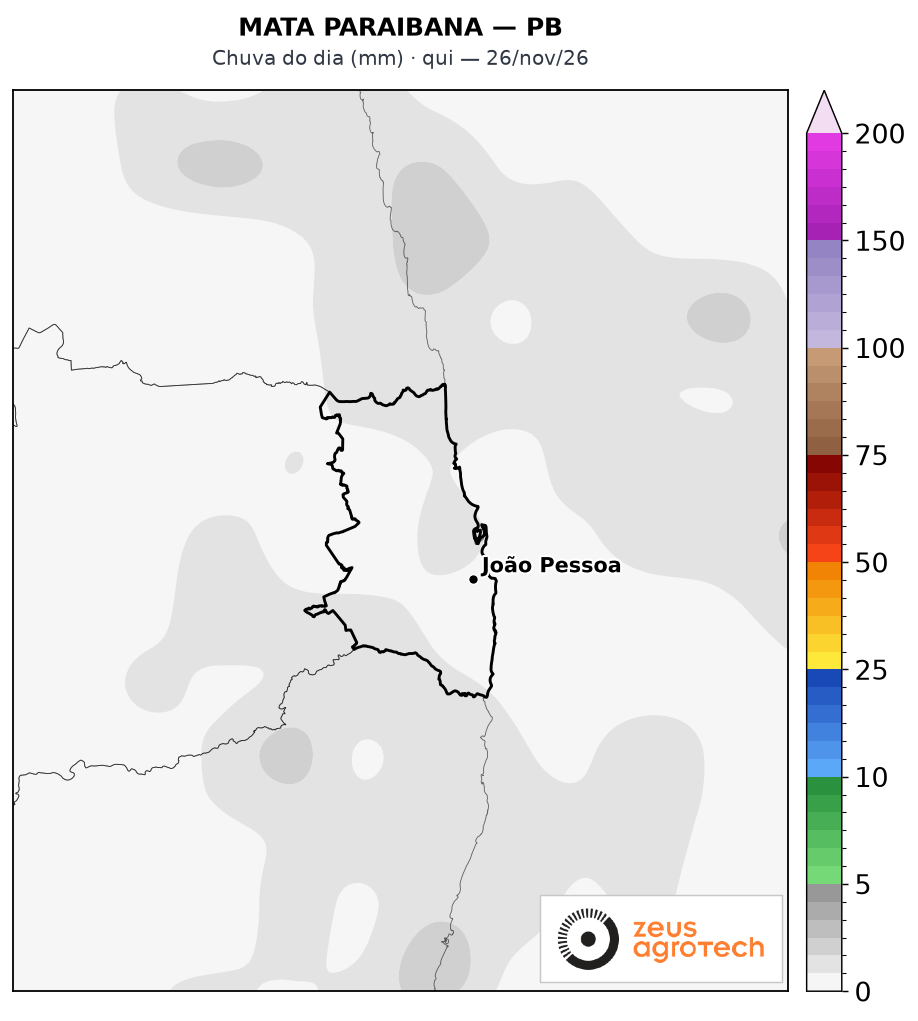 MATA PARAIBANA — PB
Chuva do dia (mm) · qui — 26/nov/26
200
150
100
75
50
25
10
5
0
João Pessoa
zeus
agrotech